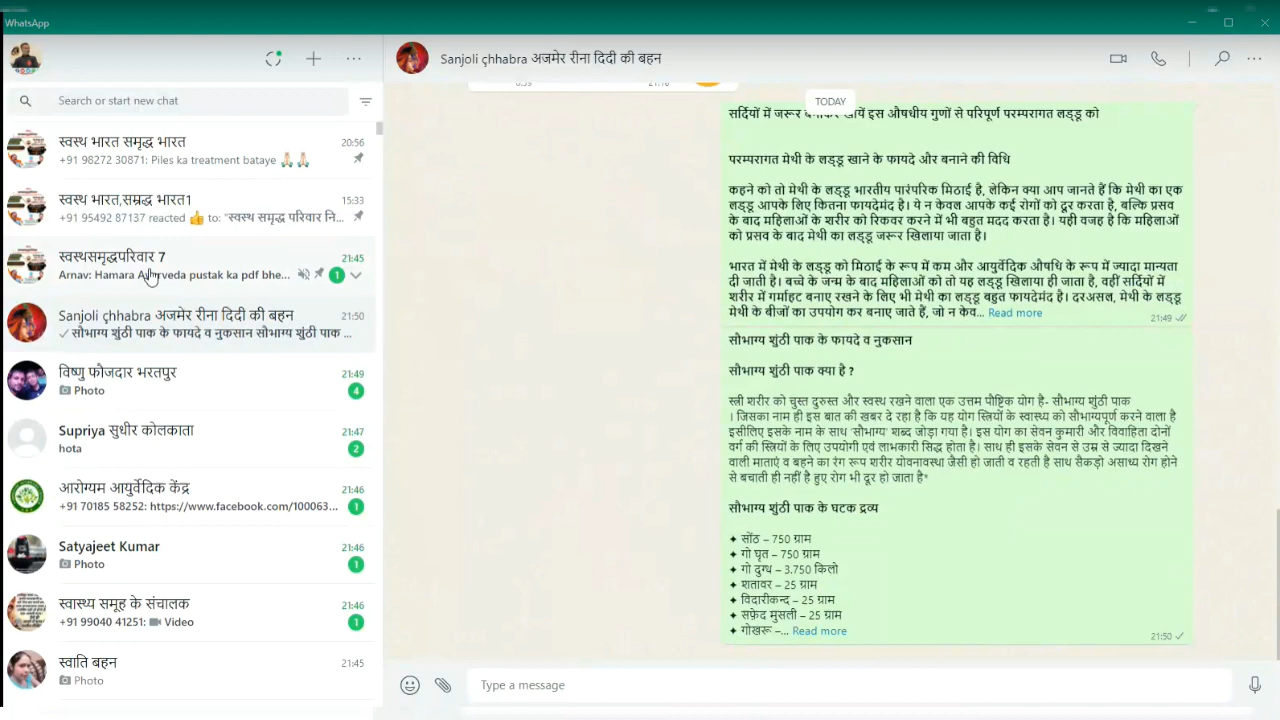 WhatsApp
Search or start new chat
स्वस्थ भारत समृद्ध भारत
20:56
+91 98272 30871: Piles ka treatment bataye 🙏🏻🙏🏻
स्वस्थ भारत,सम्रद्ध भारत1
15:33
+91 95492 87137 reacted 👍 to: "स्वस्थ समृद्ध परिवार नि...
स्वस्थसमृद्धपरिवार 7
21:45
Arnav: Hamara Ayurveda pustak ka pdf bhe...
1
Sanjoli çhhabra अजमेर रीना दिदी की बहन
21:50
सौभाग्य शुंठी पाक के फायदे व नुकसान सौभाग्य शुंठी पाक ...
विष्णु फौजदार भरतपुर
21:49
Photo
4
Supriya सुधीर कोलकाता
21:47
hota
2
आरोग्यम आयुर्वेदिक केंद्र
21:46
+91 70185 58252: https://www.facebook.com/100063...
1
Satyajeet Kumar
21:46
Photo
1
स्वास्थ्य समूह के संचालक
21:46
+91 99040 41251: Video
1
स्वाति बहन
21:45
Photo
Sanjoli çhhabra अजमेर रीना दिदी की बहन
TODAY
सर्दियों में जरूर बनाकर खायें इस औषधीय गुणों से परिपूर्ण परम्परागत लड्डू को
परम्परागत मेथी के लड्डू खाने के फायदे और बनाने की विधि
कहने को तो मेथी के लड्डू भारतीय पारंपरिक मिठाई है, लेकिन क्या आप जानते हैं कि मेथी का एक
लड्डू आपके लिए कितना फायदेमंद है। ये न केवल आपके कई रोगों को दूर करता है, बल्कि प्रसव
के बाद महिलाओं के शरीर को रिकवर करने में भी बहुत मदद करता है। यही वजह है कि महिलाओं
को प्रसव के बाद मेथी का लड्डू जरूर खिलाया जाता है।
भारत में मेथी के लड्डू को मिठाई के रूप में कम और आयुर्वेदिक औषधि के रूप में ज्यादा मान्यता
दी जाती है। बच्चे के जन्म के बाद महिलाओं को तो यह लड्डू खिलाया ही जाता है, वहीं सर्दियों में
शरीर में गर्माहट बनाए रखने के लिए भी मेथी का लड्डू बहुत फायदेमंद है। दरअसल, मेथी के लड्डू
मेथी के बीजों का उपयोग कर बनाए जाते हैं, जो न केव... Read more
21:49
सौभाग्य शुंठी पाक के फायदे व नुकसान
सौभाग्य शुंठी पाक क्या है ?
स्त्री शरीर को चुस्त दुरुस्त और स्वस्थ रखने वाला एक उत्तम पौष्टिक योग है- सौभाग्य शुंठी पाक
। जिसका नाम ही इस बात की खबर दे रहा है कि यह योग स्त्रियों के स्वास्थ्य को सौभाग्यपूर्ण करने वाला है
इसीलिए इसके नाम के साथ 'सौभाग्य' शब्द जोड़ा गया है। इस योग का सेवन कुमारी और विवाहिता दोनों
वर्ग की स्त्रियों के लिए उपयोगी एवं लाभकारी सिद्ध होता है। साथ ही इसके सेवन से उम्र से ज्यादा दिखने
वाली माताएं व बहने का रंग रूप शरीर योवनावस्था जैसी हो जाती व रहती है साथ सैकड़ो असाध्य रोग होने
से बचाती ही नहीं है हुए रोग भी दूर हो जाता है*
सौभाग्य शुंठी पाक के घटक द्रव्य
✦ सोंठ – 750 ग्राम
✦ गो घृत – 750 ग्राम
✦ गो दुग्ध – 3.750 किलो
✦ शतावर – 25 ग्राम
✦ विदारीकन्द – 25 ग्राम
✦ सफ़ेद मुसली – 25 ग्राम
✦ गोखरू –... Read more
21:50
Type a message